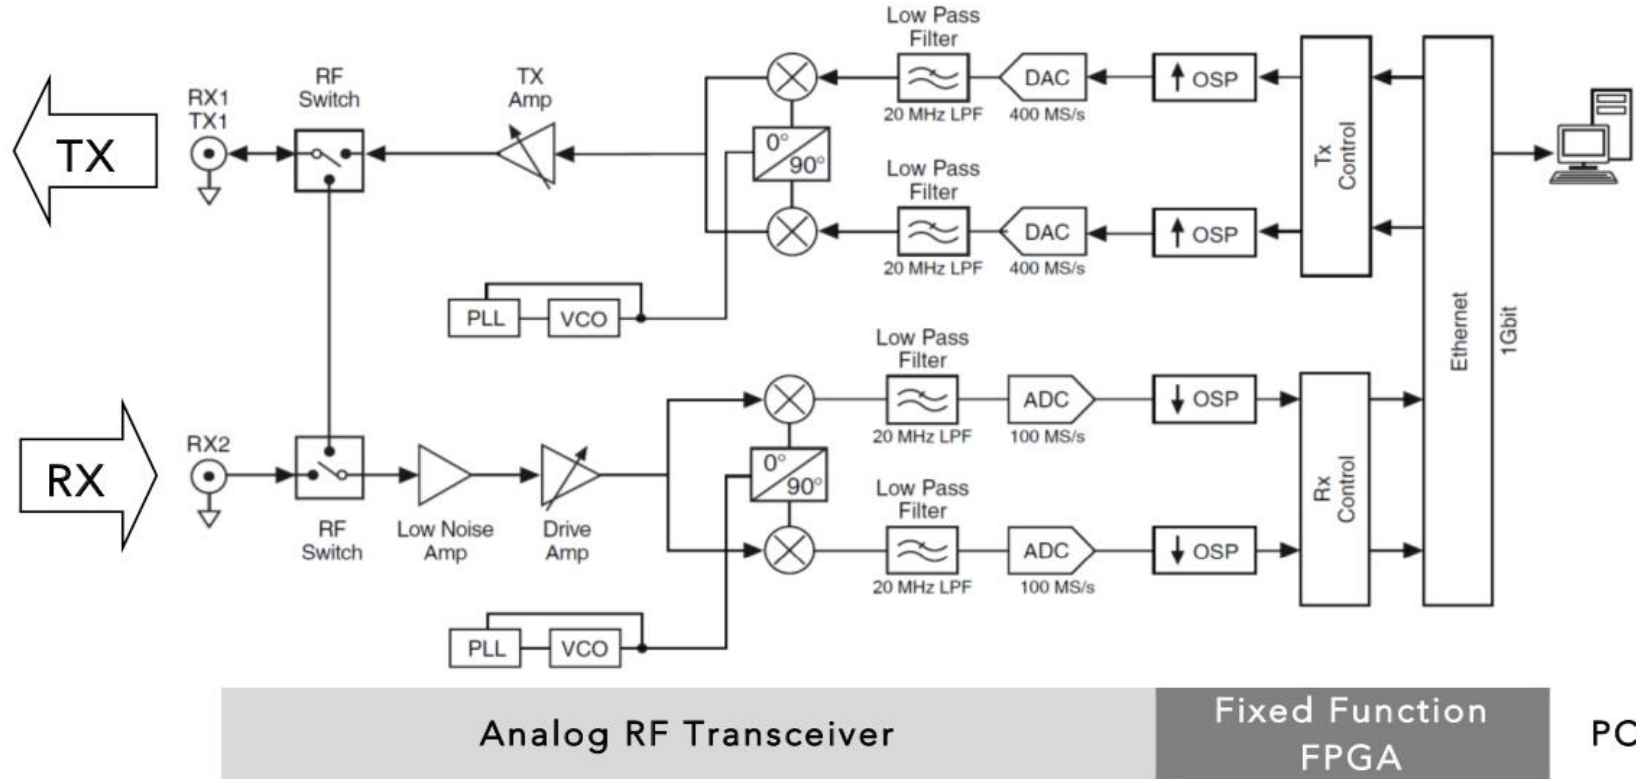 Low Pass
Filter
RF
Switch
TX
Amp
RX1
TX1
TX
DAC
↑ OSP
20 MHz LPF
400 MS/s
0°
90°
Low Pass
Filter
DAC
↑ OSP
20 MHz LPF
400 MS/s
Tx
Control
PLL
VCO
Ethernet
1Gbit
Low Pass
Filter
ADC
↓ OSP
20 MHz LPF
100 MS/s
RX
RX2
0°
90°
RF
Switch
Low Noise
Amp
Drive
Amp
Low Pass
Filter
ADC
↓ OSP
20 MHz LPF
100 MS/s
Rx
Control
PLL
VCO
Analog RF Transceiver
Fixed Function
FPGA
PC